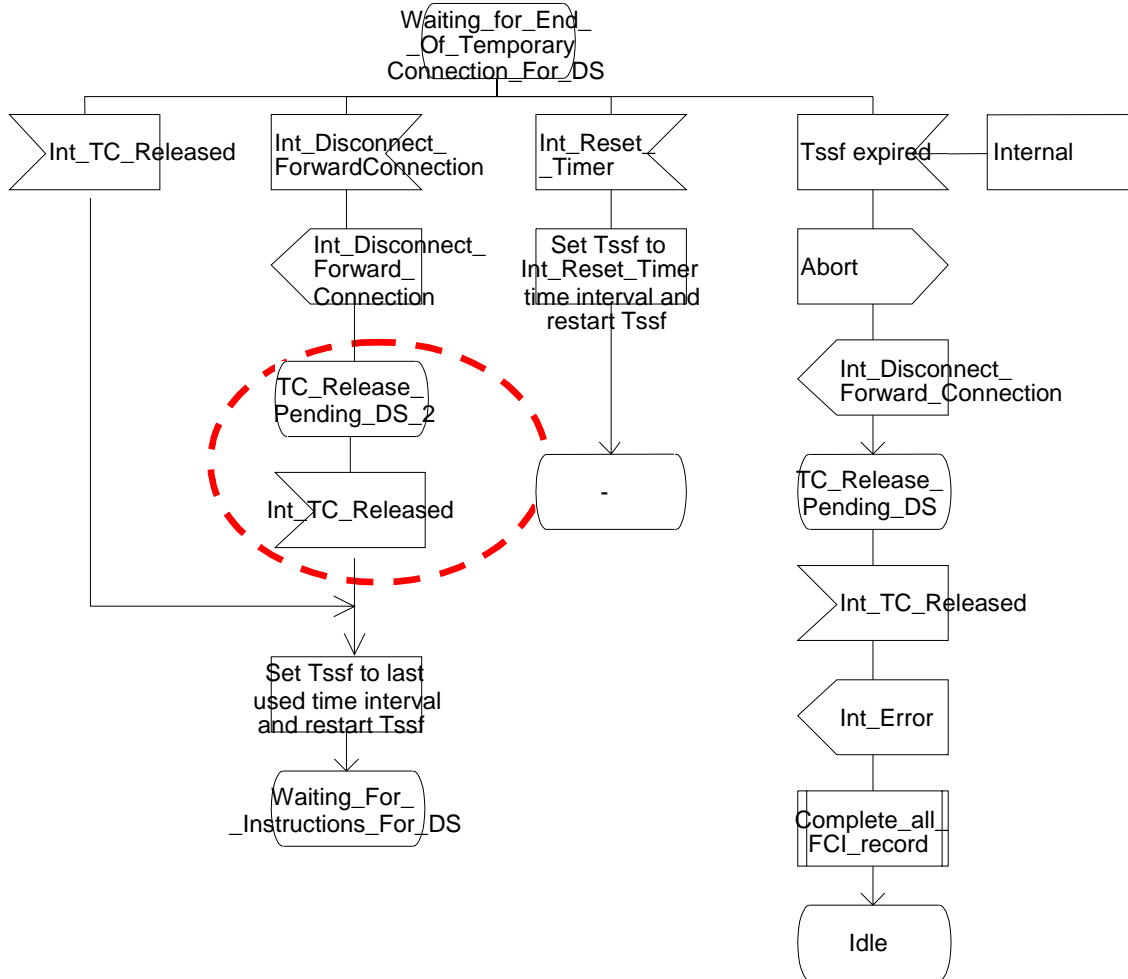 Waiting_for_End_
_Of_Temporary
Connection_For_DS
Int_TC_Released
Int_Disconnect_
ForwardConnection
Int_Reset_
_Timer
Tssf expired
Internal
Int_Disconnect_
Forward_
Connection
Set Tssf to
Int_Reset_Timer
time interval and
restart Tssf
Abort
Int_Disconnect_
Forward_Connection
TC_Release_
Pending_DS_2
Int_TC_Released
-
TC_Release_
Pending_DS
Int_TC_Released
Set Tssf to last
used time interval
and restart Tssf
Int_Error
Waiting_For_
_Instructions_For_DS
Complete_all_
FCI_record
Idle